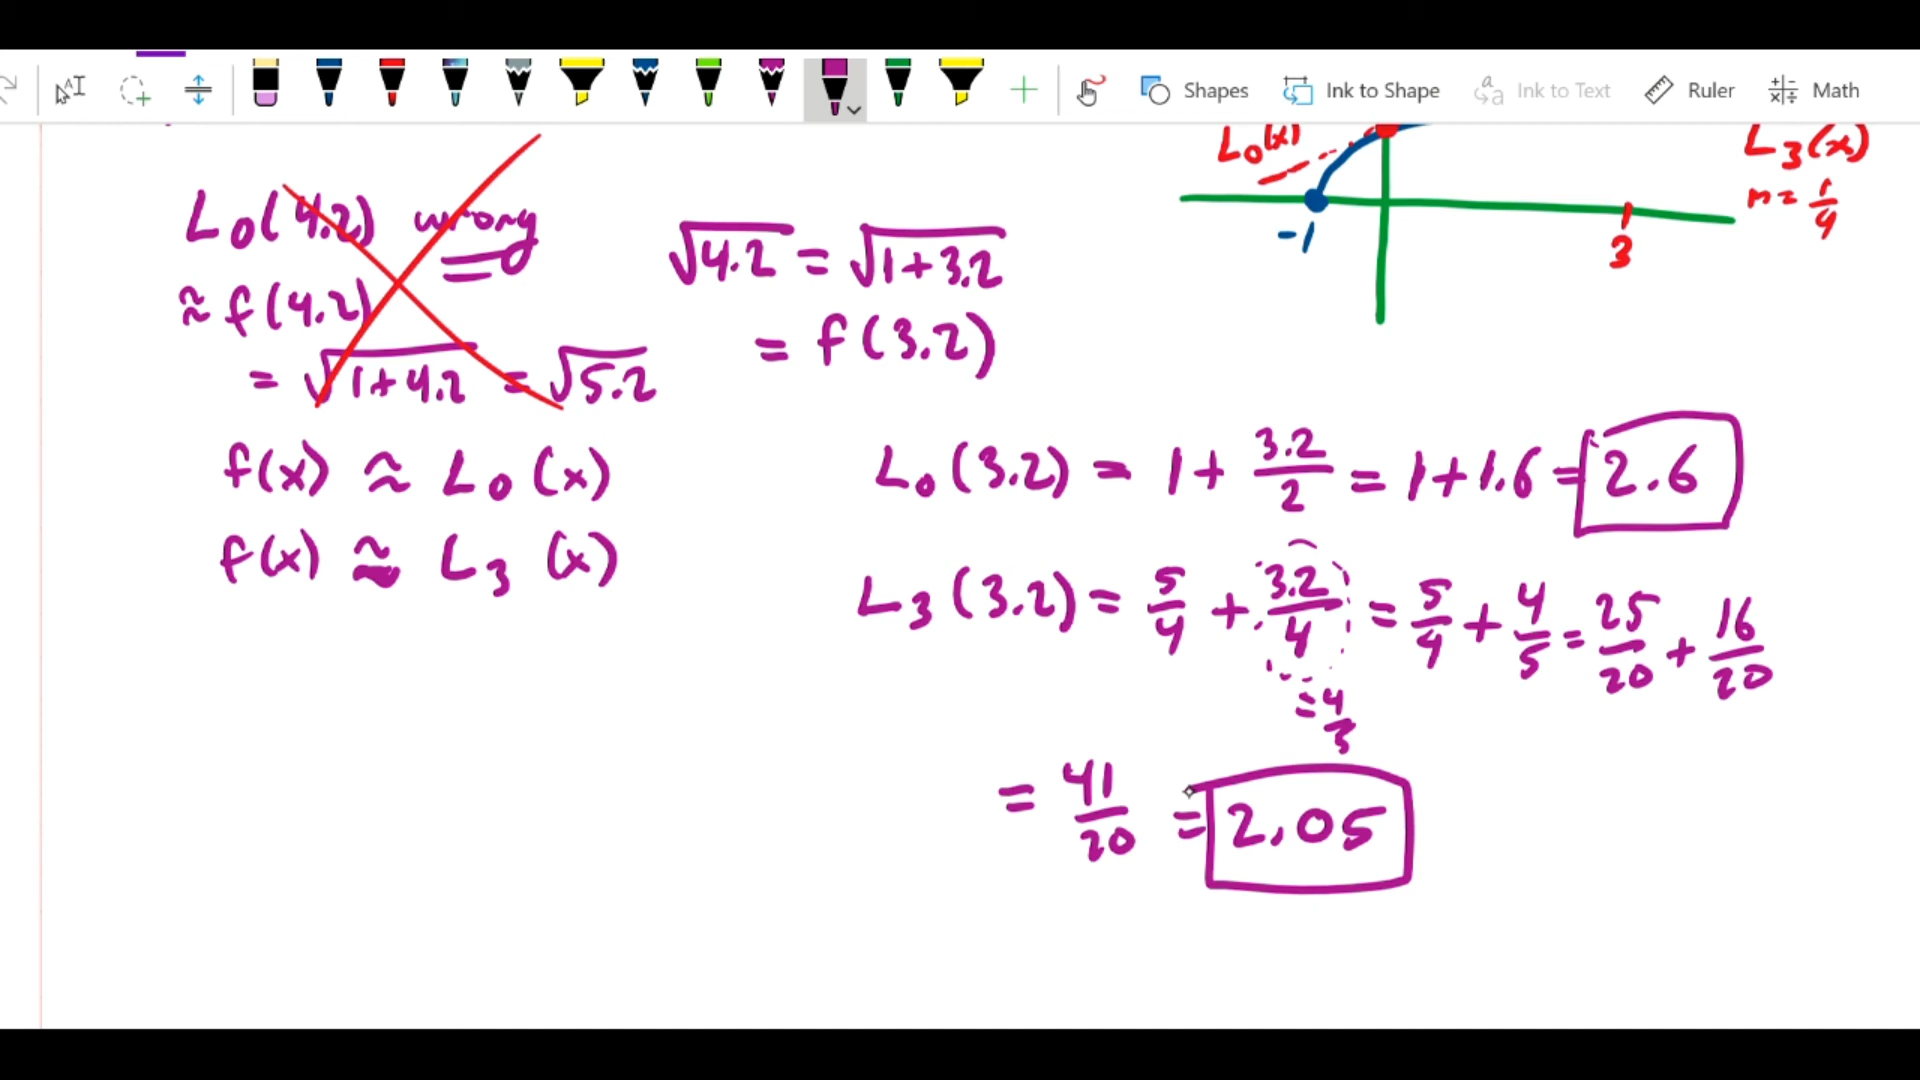 Shapes Ink to Shape Ink to Text Ruler Math
L₀(x)
L₃(x)
m = 1/4
-1
3
L₀(4.2) wrong
≈ f(4.2)
= √(1+4.2) = √5.2
√4.2 = √(1+3.2)
= f(3.2)
f(x) ≈ L₀(x)
f(x) ≈ L₃(x)
L₀(3.2) = 1 + 3.2/2 = 1+1.6 = 2.6
L₃(3.2) = 5/4 + 3.2/4 = 5/4 + 4/5 = 25/20 + 16/20
= 4/5
= 41/20 = 2.05